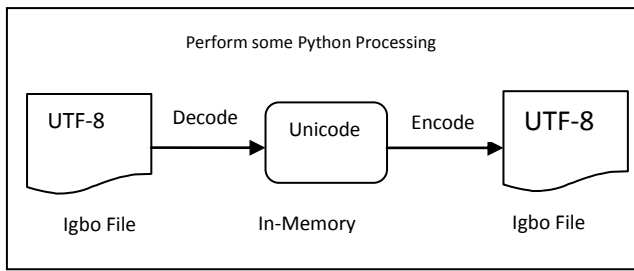 Perform some Python Processing
UTF-8
Decode
Unicode
Encode
UTF-8
Igbo File
In-Memory
Igbo File